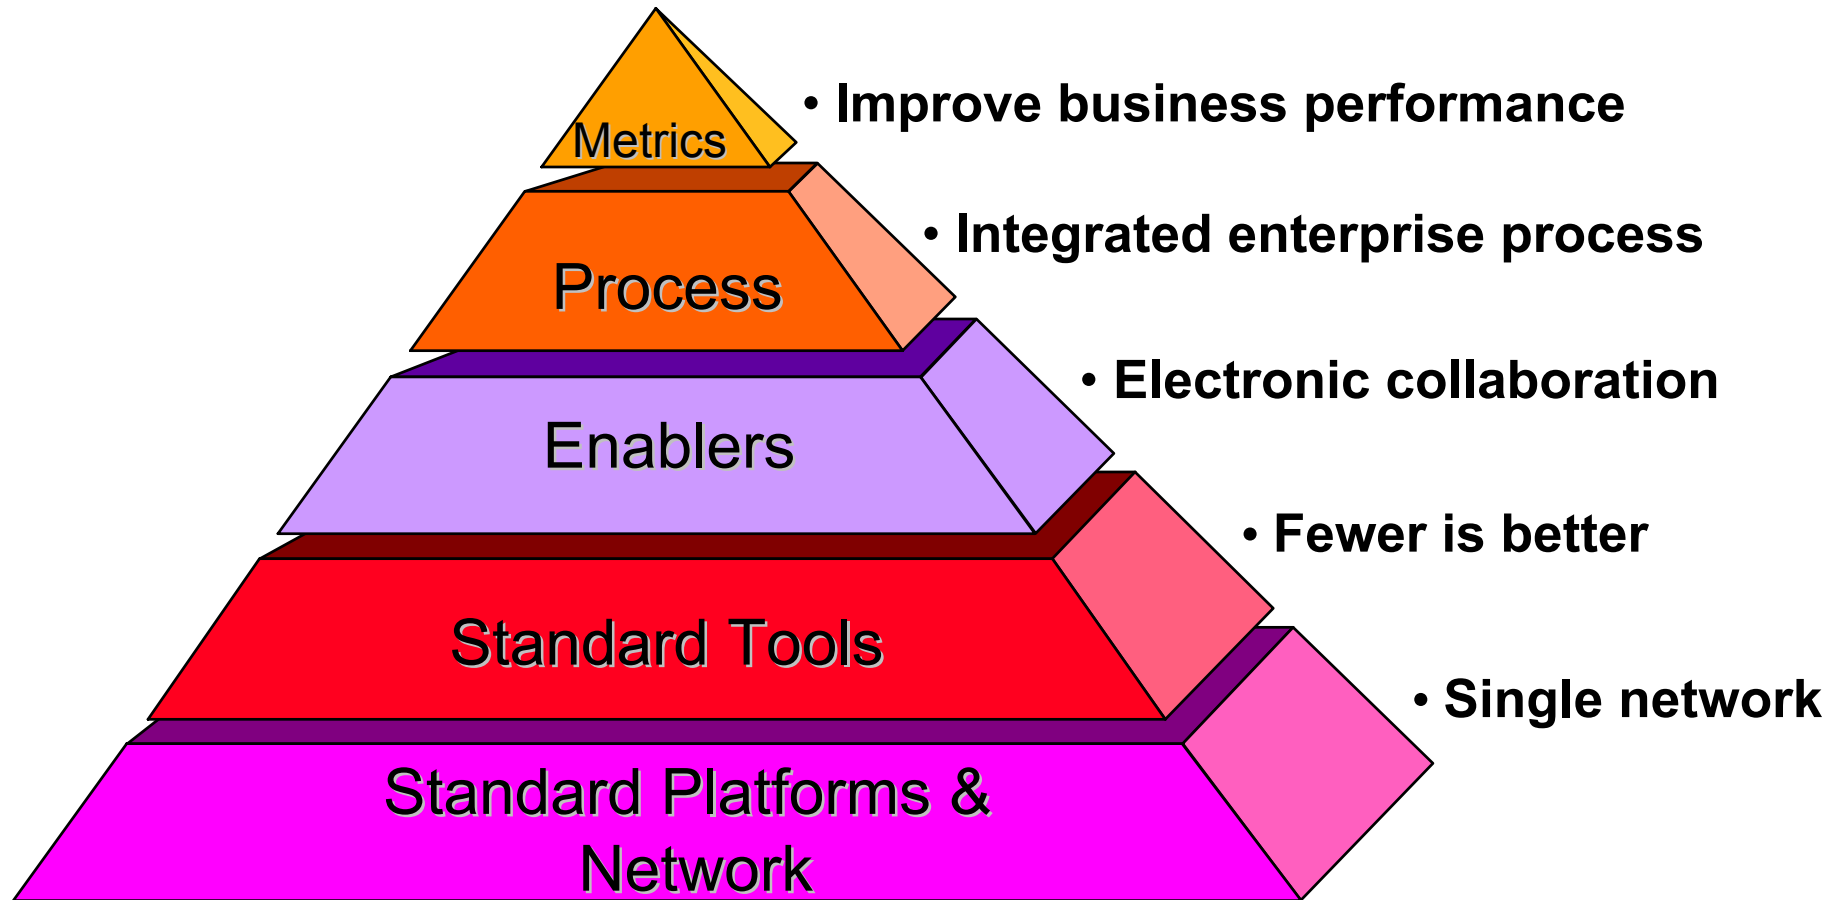 Metrics
• Improve business performance
Process
• Integrated enterprise process
Enablers
• Electronic collaboration
Standard Tools
• Fewer is better
Standard Platforms &
Network
• Single network